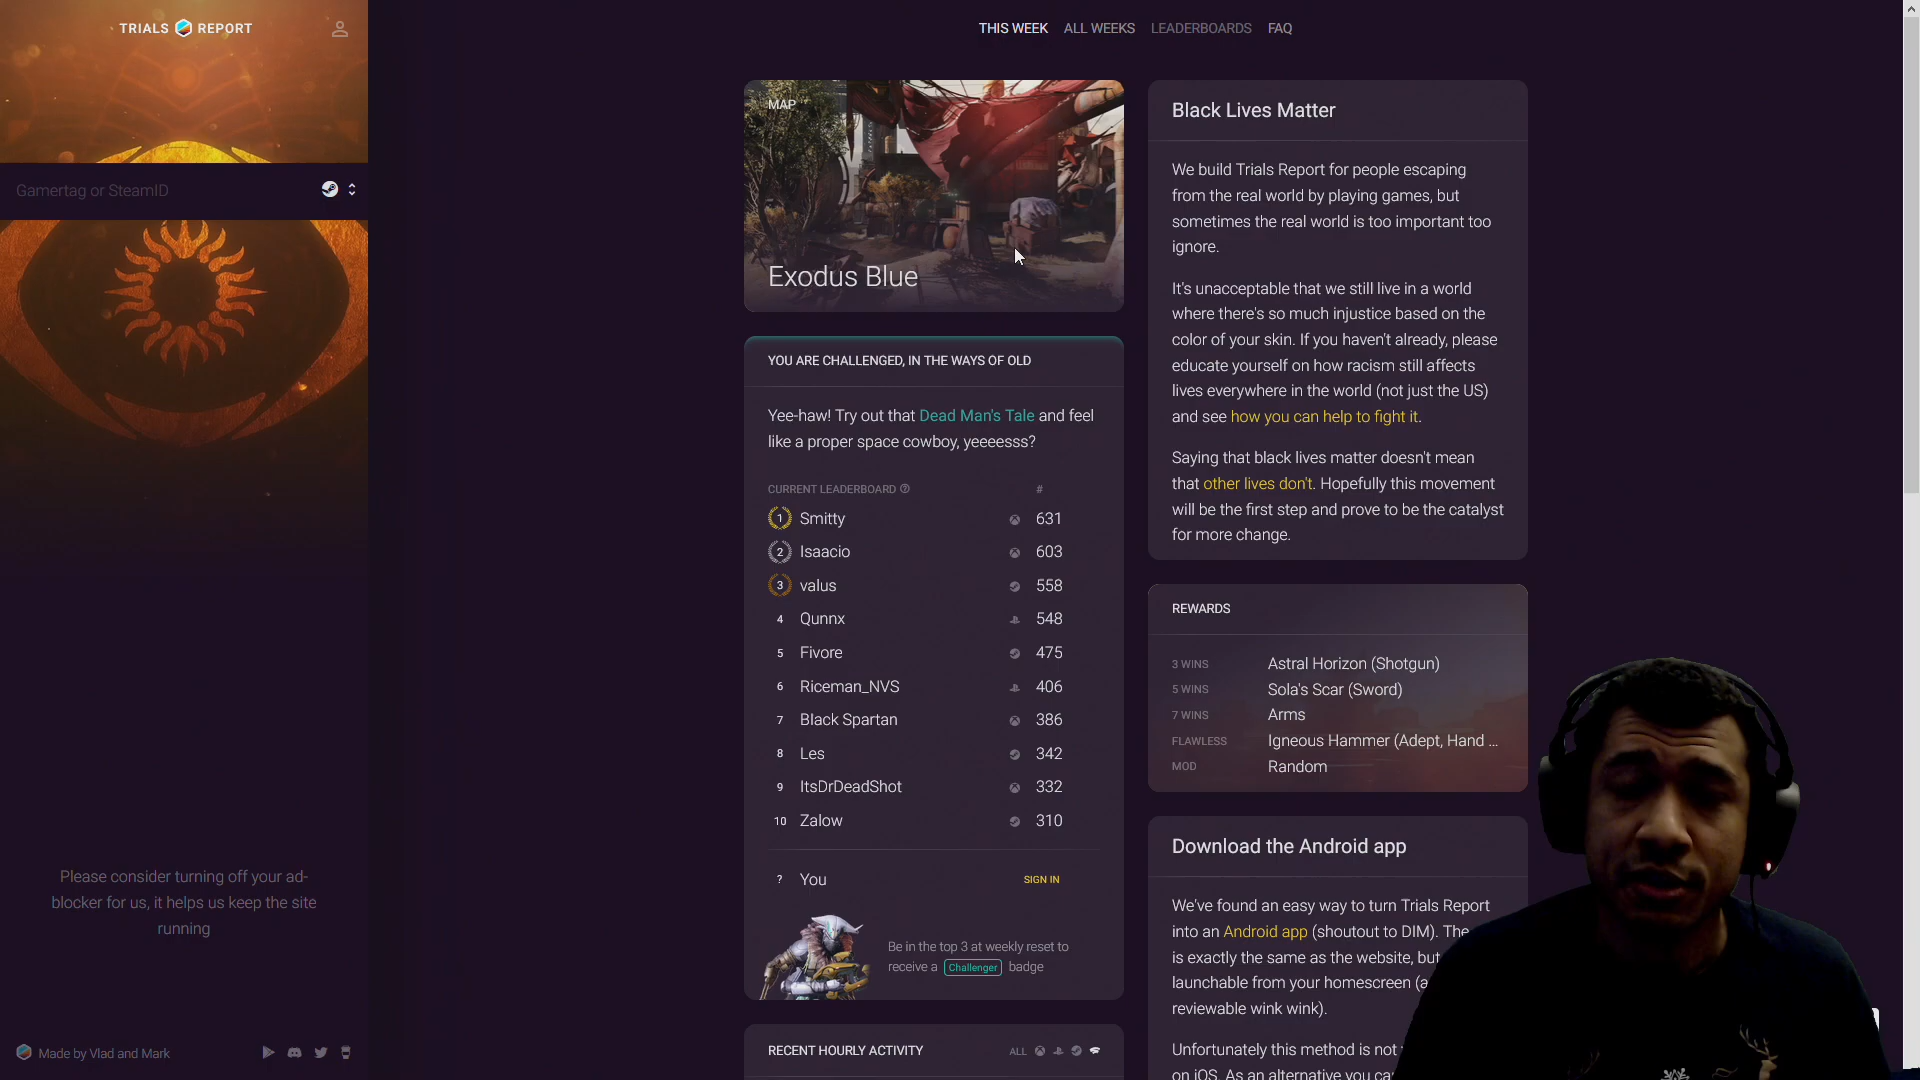 TRIALS REPORT
THIS WEEK ALL WEEKS LEADERBOARDS FAQ
Gamertag or SteamID
Please consider turning off your ad-
blocker for us, it helps us keep the site
running
Made by Vlad and Mark
MAP
Exodus Blue
YOU ARE CHALLENGED, IN THE WAYS OF OLD
Yee-haw! Try out that Dead Man's Tale and feel
like a proper space cowboy, yeeeesss?
CURRENT LEADERBOARD #
1 Smitty 631
2 Isaacio 603
3 valus 558
4 Qunnx 548
5 Fivore 475
6 Riceman_NVS 406
7 Black Spartan 386
8 Les 342
9 ItsDrDeadShot 332
10 Zalow 310
? You SIGN IN
Be in the top 3 at weekly reset to
receive a Challenger badge
RECENT HOURLY ACTIVITY ALL
Black Lives Matter
We build Trials Report for people escaping
from the real world by playing games, but
sometimes the real world is too important too
ignore.
It's unacceptable that we still live in a world
where there's so much injustice based on the
color of your skin. If you haven't already, please
educate yourself on how racism still affects
lives everywhere in the world (not just the US)
and see how you can help to fight it.
Saying that black lives matter doesn't mean
that other lives don't. Hopefully this movement
will be the first step and prove to be the catalyst
for more change.
REWARDS
3 WINS Astral Horizon (Shotgun)
5 WINS Sola's Scar (Sword)
7 WINS Arms
FLAWLESS Igneous Hammer (Adept, Hand ...
MOD Random
Download the Android app
We've found an easy way to turn Trials Report
into an Android app (shoutout to DIM). The
is exactly the same as the website, but
launchable from your homescreen (a
reviewable wink wink).
Unfortunately this method is not
on iOS. As an alternative you ca